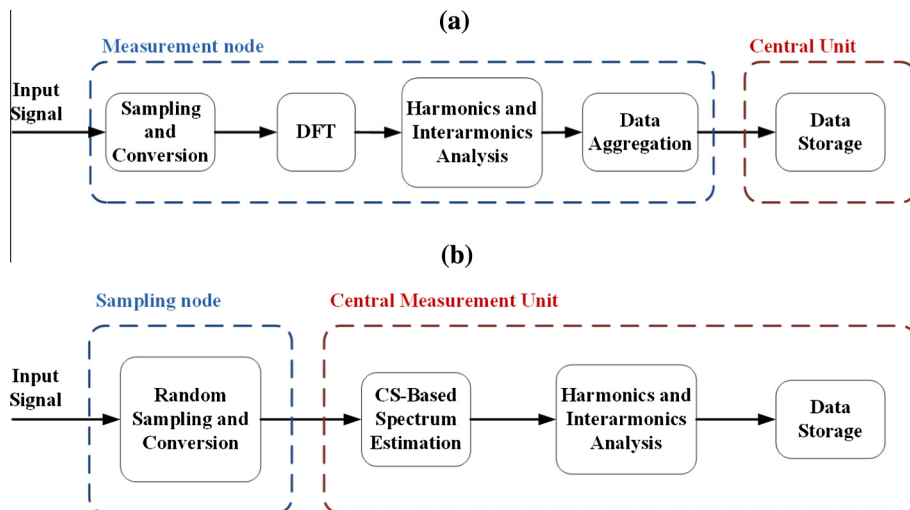 (a)
Measurement node
Central Unit
Input
Signal
Sampling
and
Conversion
DFT
Harmonics and
Interarmonics
Analysis
Data
Aggregation
Data
Storage
(b)
Sampling node
Central Measurement Unit
Input
Signal
Random
Sampling and
Conversion
CS-Based
Spectrum
Estimation
Harmonics and
Interarmonics
Analysis
Data
Storage